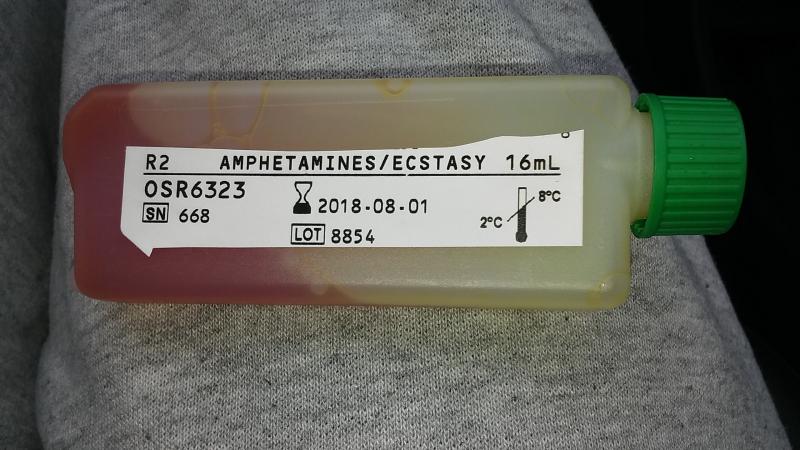 R2 AMPHETAMINES/ECSTASY 16mL
OSR6323
SN 668
2018-08-01
LOT 8854
2°C
8°C